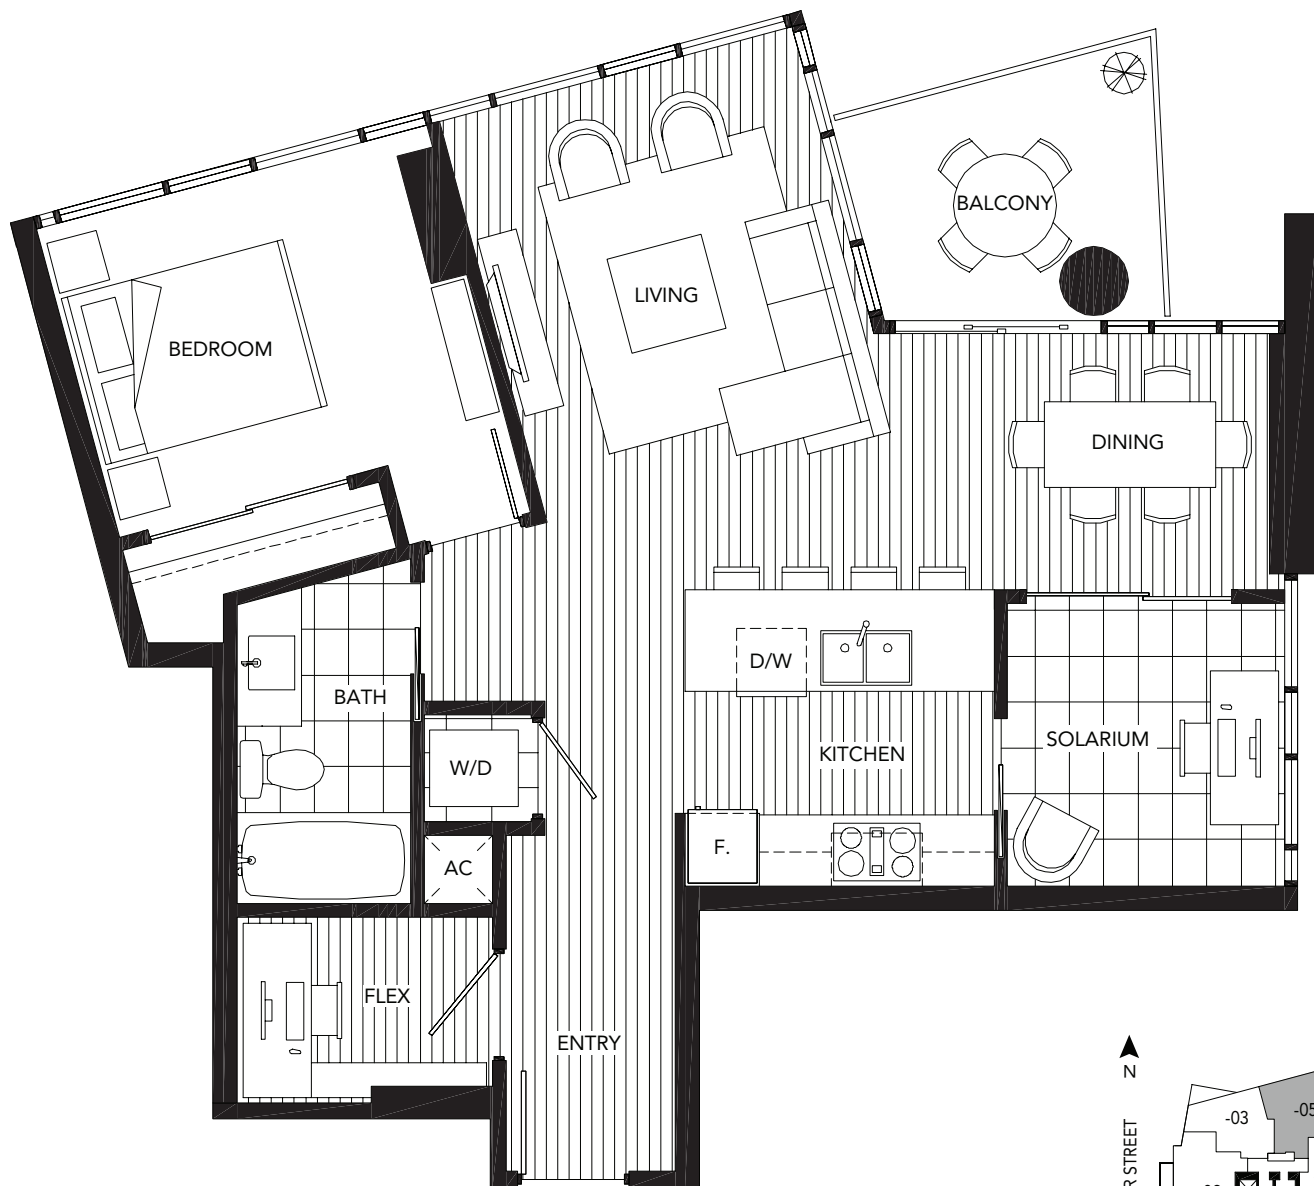 BALCONY
LIVING
BEDROOM
DINING
D/W
BATH
SOLARIUM
KITCHEN
W/D
F.
AC
FLEX
ENTRY
N
-03
STREET